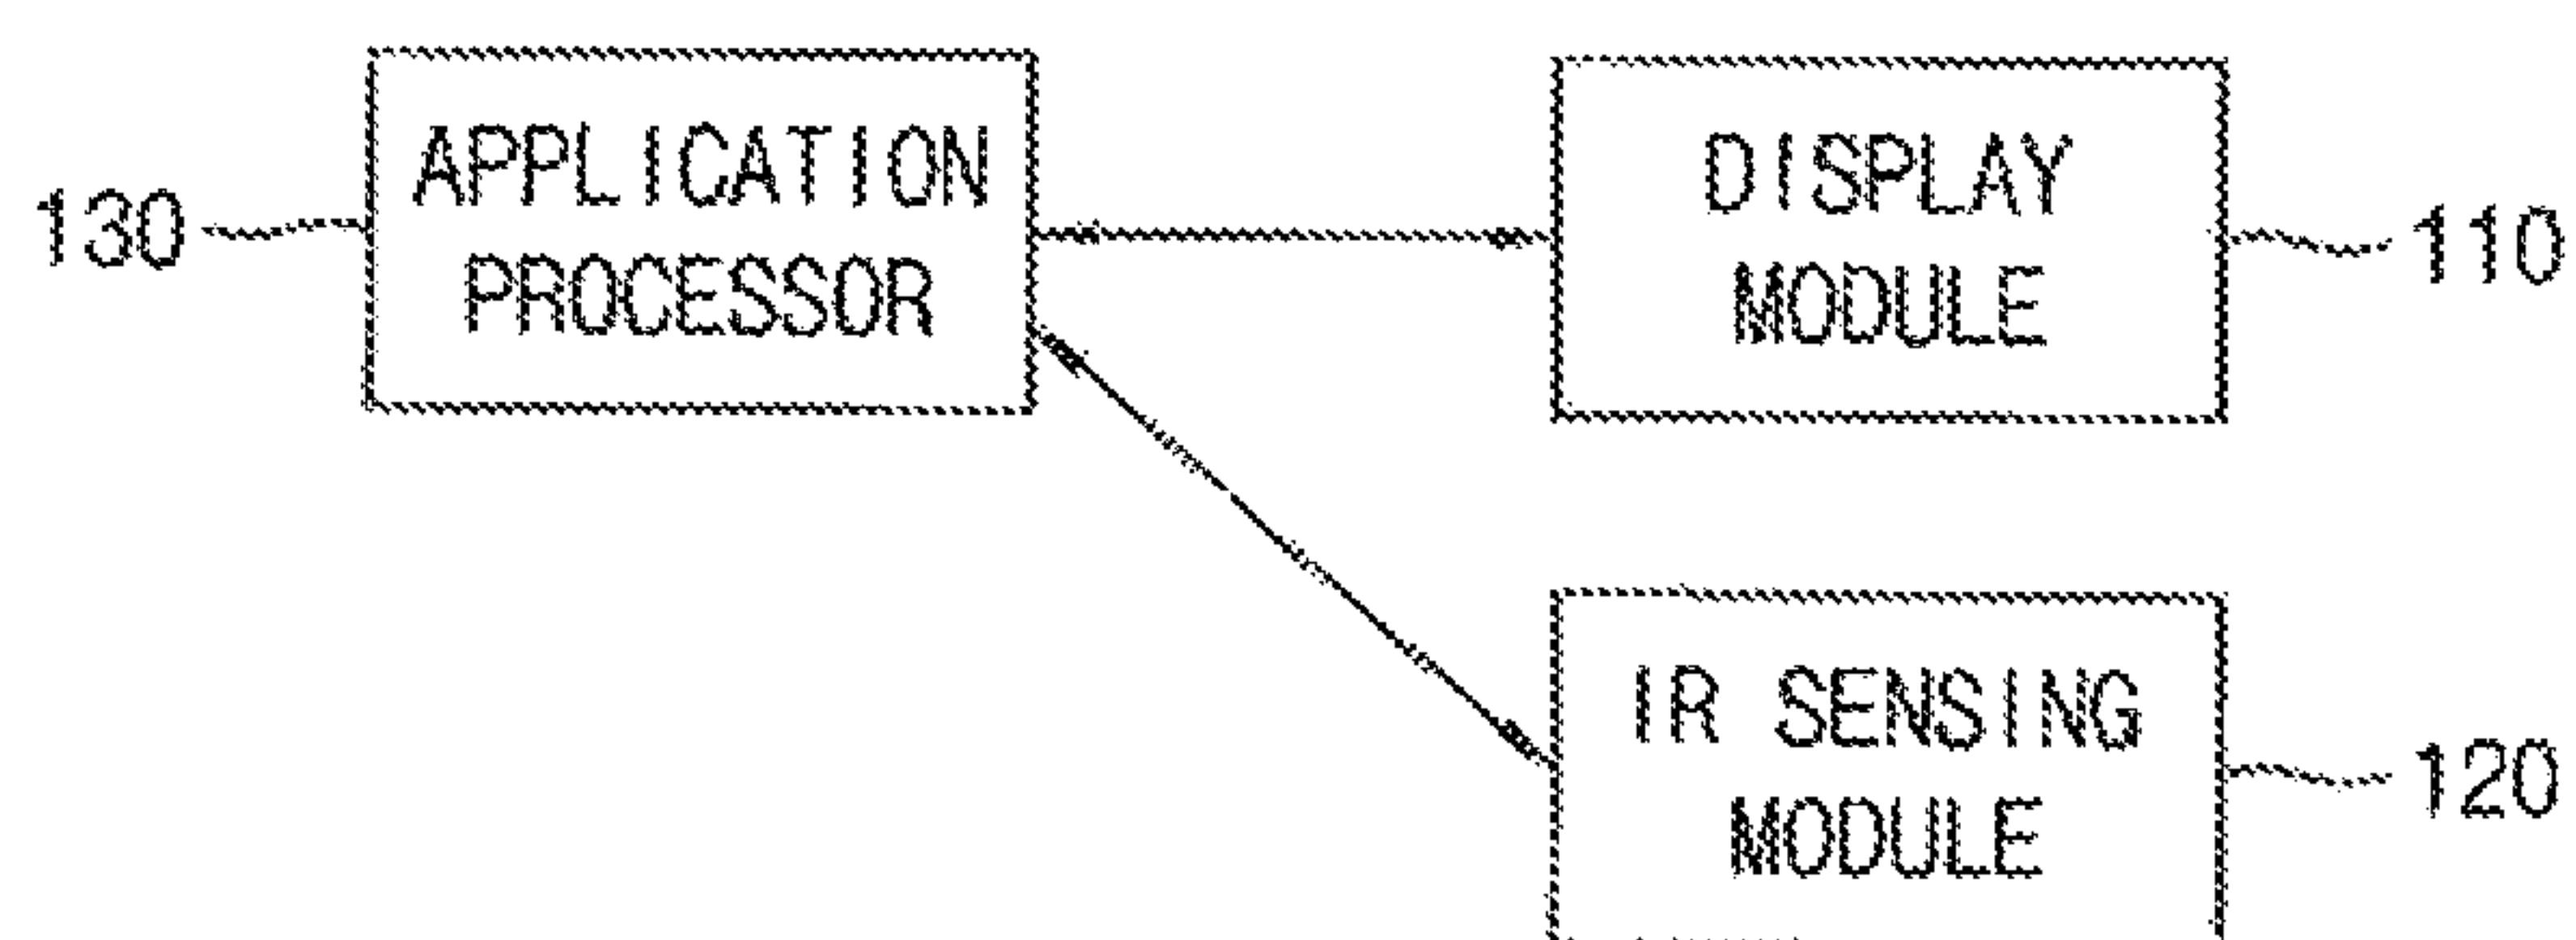 130
APPLICATION
PROCESSOR
DISPLAY
MODULE
110
IR SENSING
MODULE
120